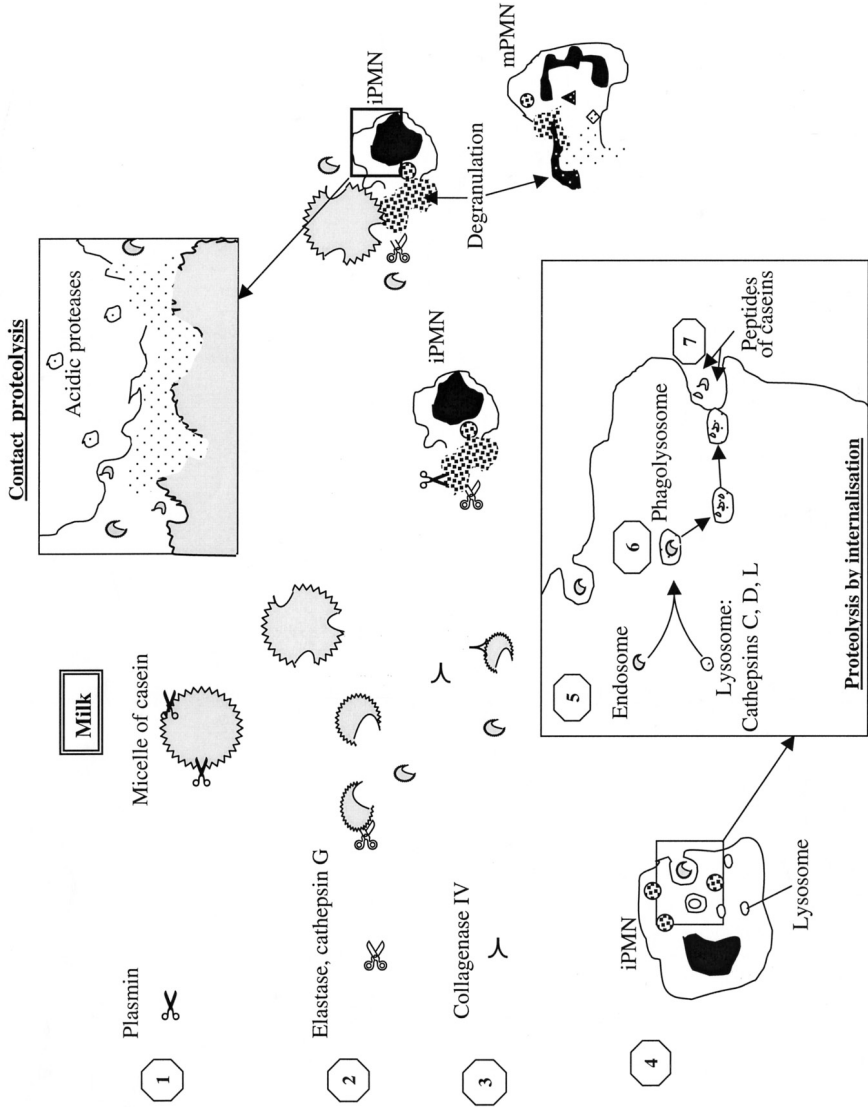 Milk
Contact proteolysis
1
Plasmin
Micelle of casein
Acidic proteases
2
Elastase, cathepsin G
iPMN
3
Collagenase IV
iPMN
Degranulation
mPMN
4
iPMN
Lysosome
5
Endosome
6
Phagolysosome
7
Lysosome:
Cathepsins C, D, L
Peptides
of caseins
Proteolysis by internalisation